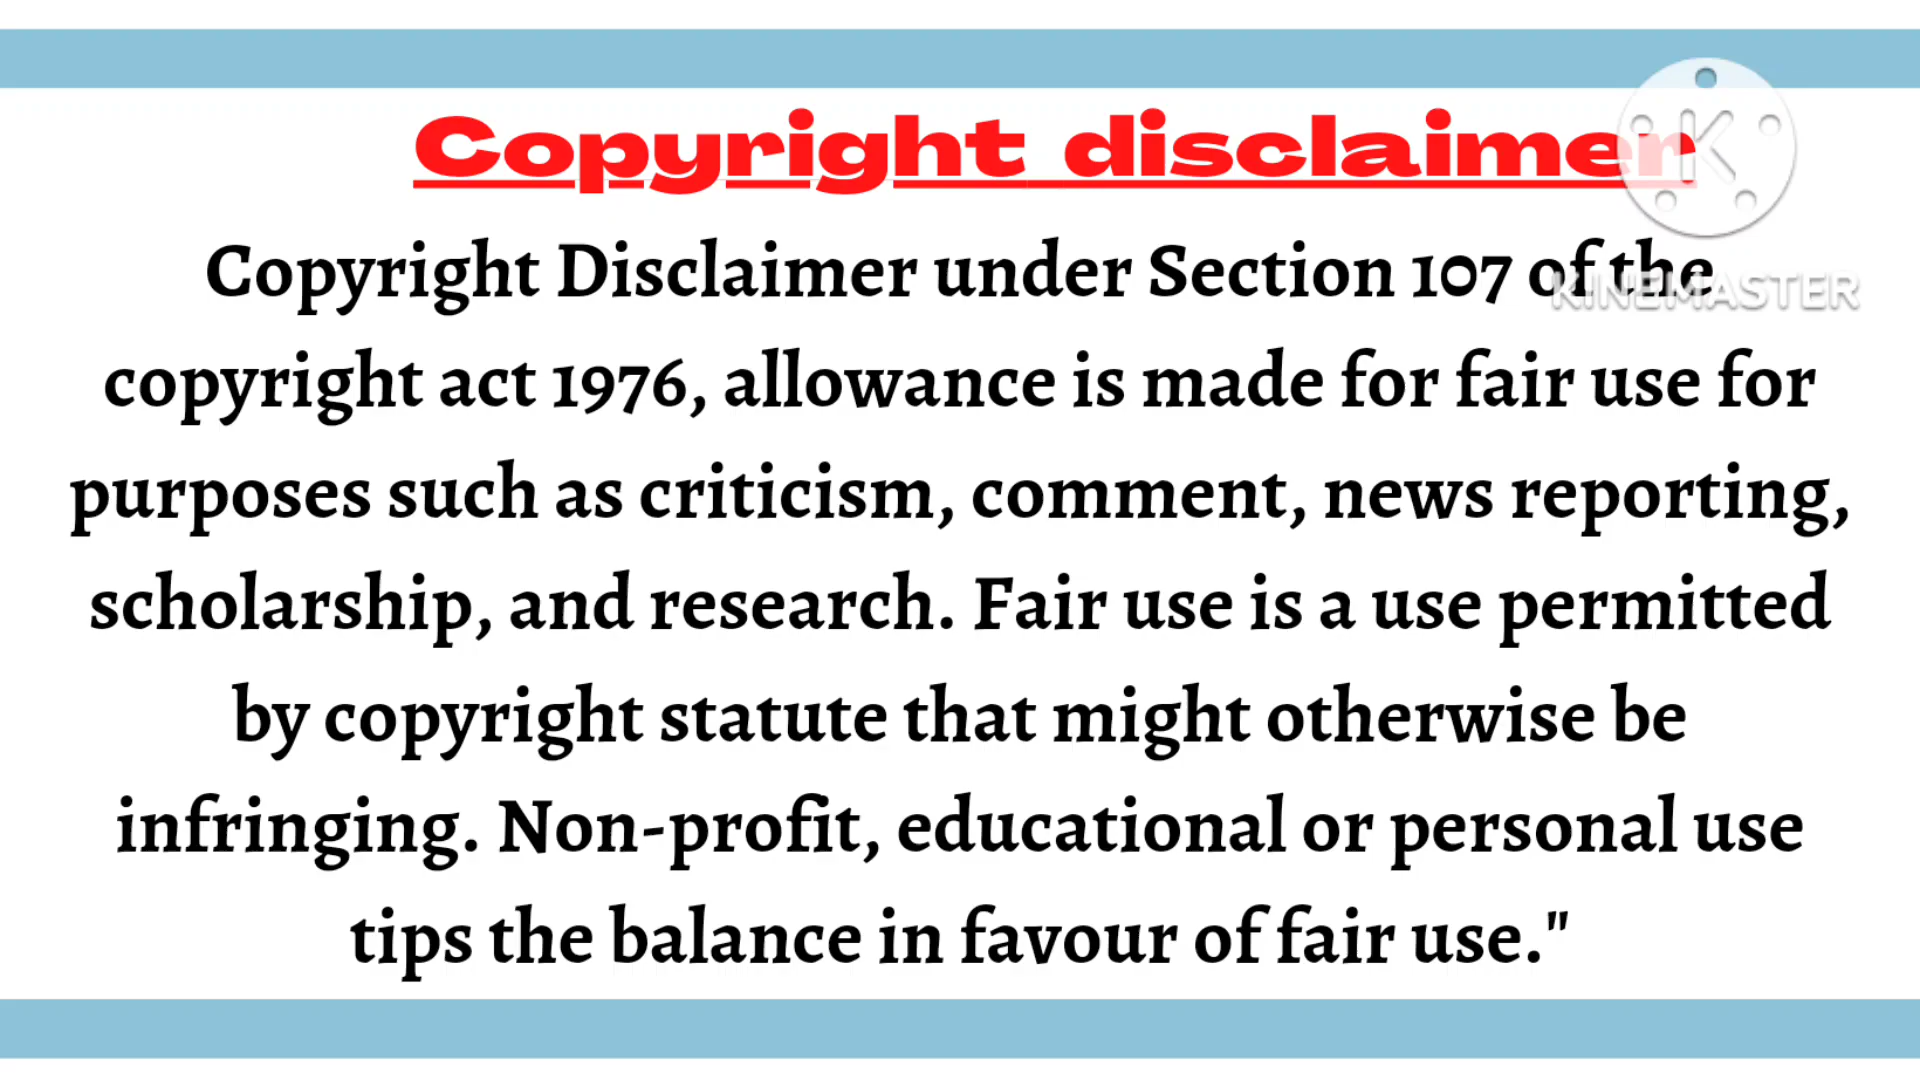 Copyright disclaimer
Copyright Disclaimer under Section 107 of the
KINEMASTER
copyright act 1976, allowance is made for fair use for
purposes such as criticism, comment, news reporting,
scholarship, and research. Fair use is a use permitted
by copyright statute that might otherwise be
infringing. Non-profit, educational or personal use
tips the balance in favour of fair use."